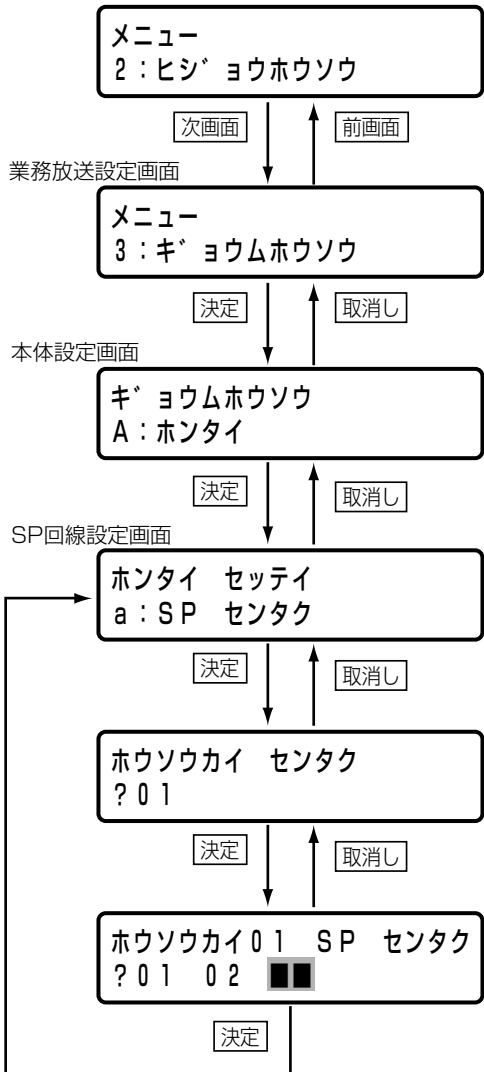 メニュー
2：ヒシ゛ョウホウソウ
次画面 前画面
業務放送設定画面
メニュー
3：キ゛ョウムホウソウ
決定 取消し
本体設定画面
キ゛ョウムホウソウ
A：ホンタイ
決定 取消し
SP回線設定画面
ホンタイ セッテイ
a：SP センタク
決定 取消し
ホウソウカイ センタク
?01
決定 取消し
ホウソウカイ01 SP センタク
?01 02 ■■
決定